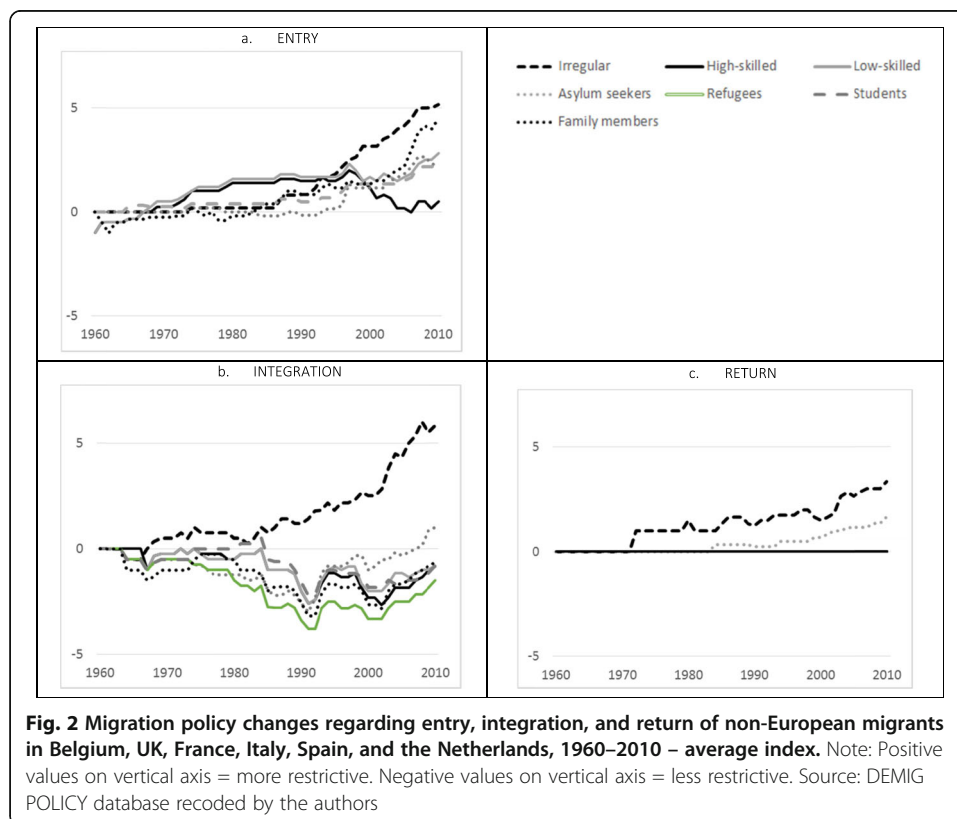 a. ENTRY
5
0
-5
1960 1970 1980 1990 2000 2010
Irregular High-skilled Low-skilled
Asylum seekers Refugees Students
Family members
b. INTEGRATION
5
0
-5
1960 1970 1980 1990 2000 2010
c. RETURN
5
0
-5
1960 1970 1980 1990 2000 2010
Fig. 2 Migration policy changes regarding entry, integration, and return of non-European migrants
in Belgium, UK, France, Italy, Spain, and the Netherlands, 1960–2010 – average index. Note: Positive
values on vertical axis = more restrictive. Negative values on vertical axis = less restrictive. Source: DEMIG
POLICY database recoded by the authors